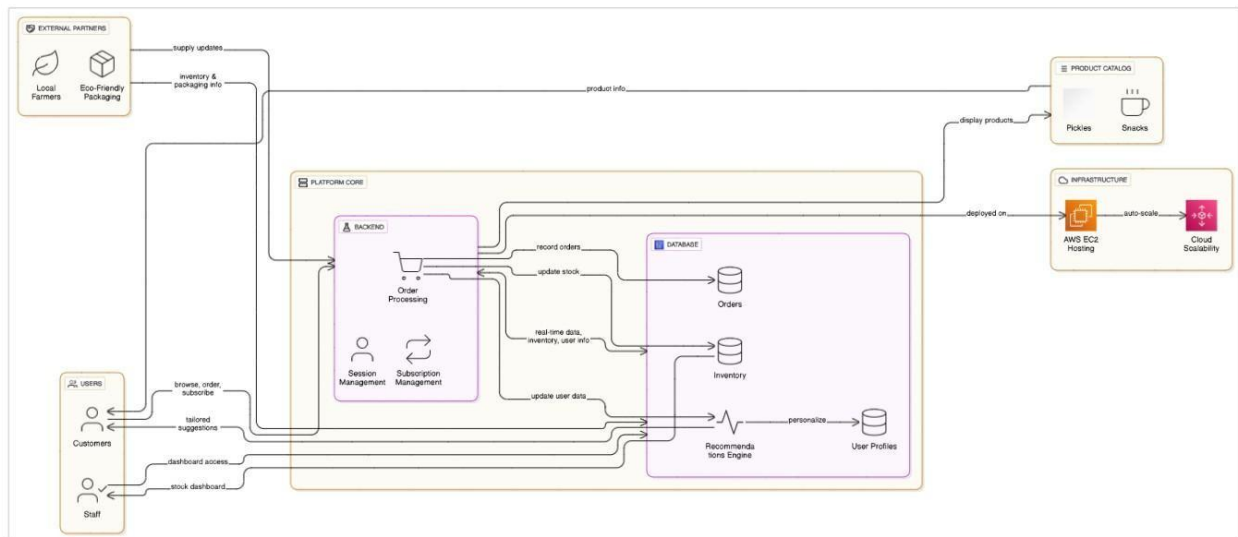 EXTERNAL PARTNERS
Local
Farmers
Eco-Friendly
Packaging
supply updates
inventory &
packaging info
product info
display products
PRODUCT CATALOG
Pickles
Snacks
PLATFORM CORE
INFRASTRUCTURE
AWS EC2
Hosting
auto-scale
Cloud
Scalability
deployed on
BACKEND
Order
Processing
Session
Management
Subscription
Management
record orders
update stock
real-time data,
inventory, user info
update user data
DATABASE
Orders
Inventory
Recommenda
tions Engine
personalize
User Profiles
USERS
Customers
Staff
browse, order,
subscribe
tailored
suggestions
dashboard access
stock dashboard